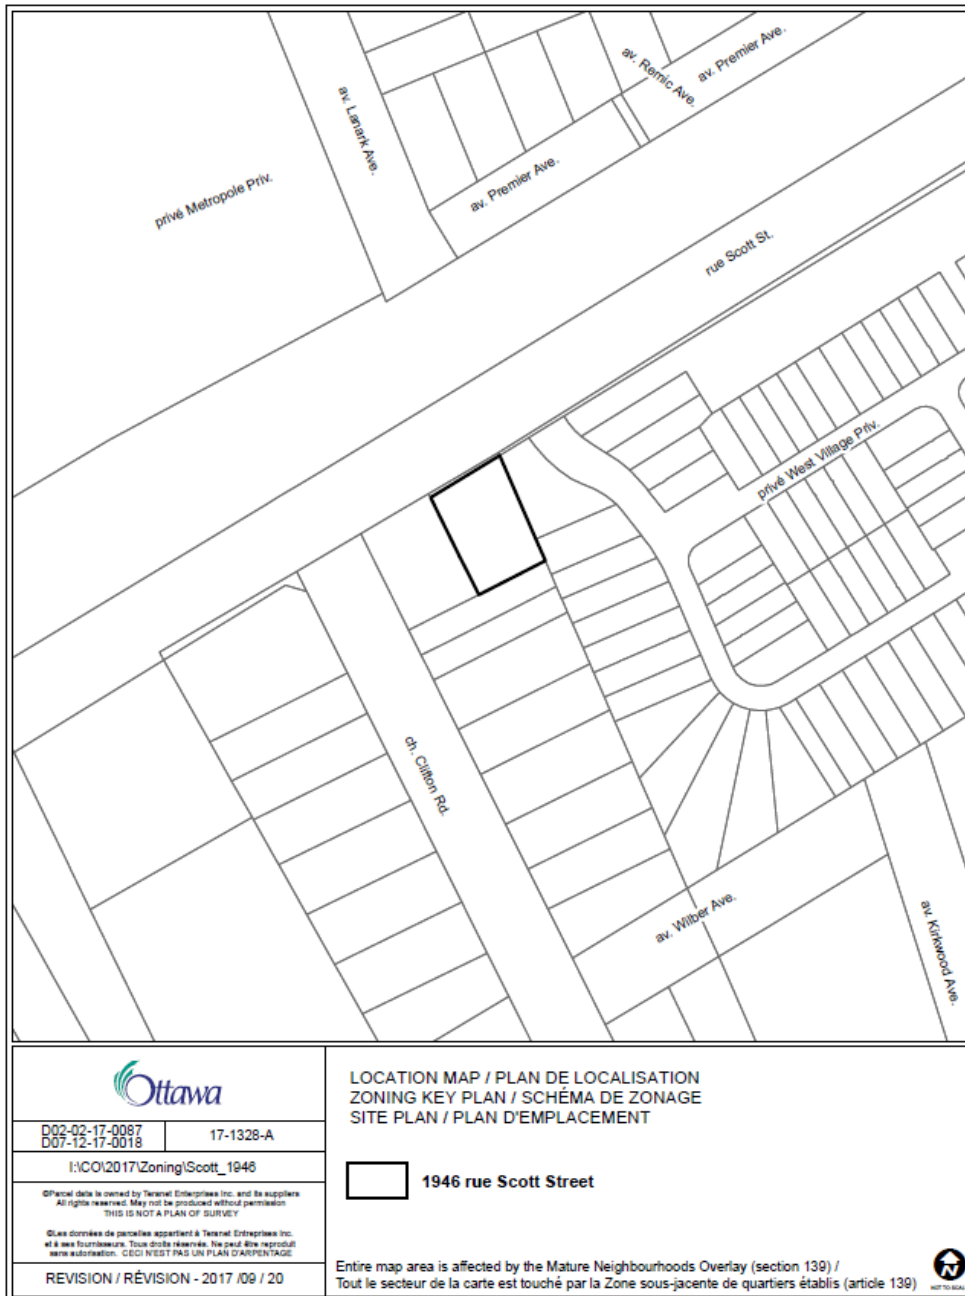 av. Lanark Ave.
av. Remic Ave.
av. Premier Ave.
av. Premier Ave.
privé Metropole Priv.
rue Scott St.
privé West Village Priv.
ch. Clifton Rd.
av. Wilber Ave.
av. Kirkwood Ave.
Ottawa
D02-02-17-0087
D07-12-17-0018
17-1328-A
I:\CO\2017\Zoning\Scott_1946
©Parcel data is owned by Teranet Enterprises Inc. and its suppliers
All rights reserved. May not be produced without permission
THIS IS NOT A PLAN OF SURVEY
©Les données de parcelles appartient à Teranet Entreprises Inc.
et à ses fournisseurs. Tous droits réservés. Ne peut être reproduit
sans autorisation. CECI N'EST PAS UN PLAN D'ARPENTAGE
REVISION / RÉVISION - 2017 /09 / 20
LOCATION MAP / PLAN DE LOCALISATION
ZONING KEY PLAN / SCHÉMA DE ZONAGE
SITE PLAN / PLAN D'EMPLACEMENT
1946 rue Scott Street
Entire map area is affected by the Mature Neighbourhoods Overlay (section 139) /
Tout le secteur de la carte est touché par la Zone sous-jacente de quartiers établis (article 139)
N
NOT TO SCALE